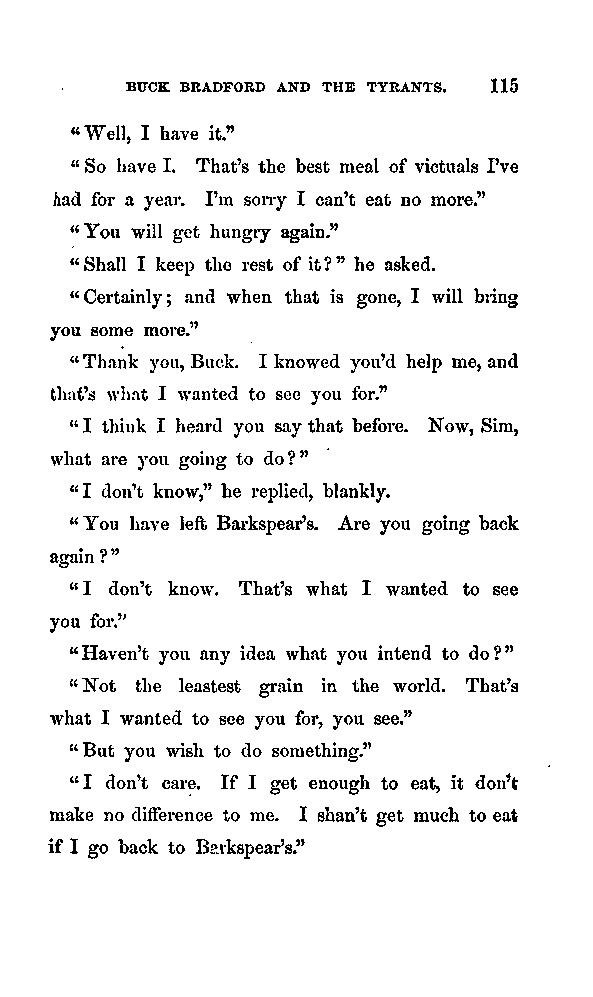 BUCK BRADFORD AND THE TYRANTS. 115
“Well, I have it.”
“So have I. That’s the best meal of victuals I’ve
had for a year. I’m sorry I can’t eat no more.”
“You will get hungry again.”
“Shall I keep the rest of it?” he asked.
“Certainly; and when that is gone, I will bring
you some more.”
“Thank you, Buck. I knowed you’d help me, and
that’s what I wanted to see you for.”
“I think I heard you say that before. Now, Sim,
what are you going to do?”
“I don’t know,” he replied, blankly.
“You have left Barkspear’s. Are you going back
again?”
“I don’t know. That’s what I wanted to see
you for.”
“Haven’t you any idea what you intend to do?”
“Not the leastest grain in the world. That’s
what I wanted to see you for, you see.”
“But you wish to do something.”
“I don’t care. If I get enough to eat, it don’t
make no difference to me. I shan’t get much to eat
if I go back to Barkspear’s.”